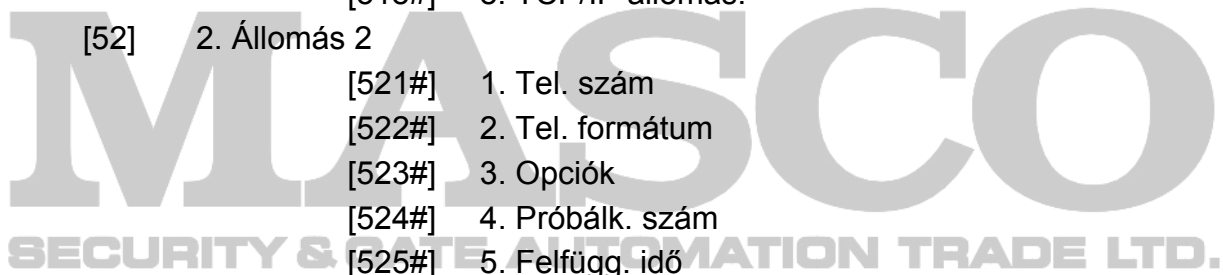 [52] 2. Állomás 2
[521#] 1. Tel. szám
[522#] 2. Tel. formátum
[523#] 3. Opciók
[524#] 4. Próbálk. szám
[525#] 5. Felfügg. idő
MASCO
SECURITY & GATE AUTOMATION TRADE LTD.